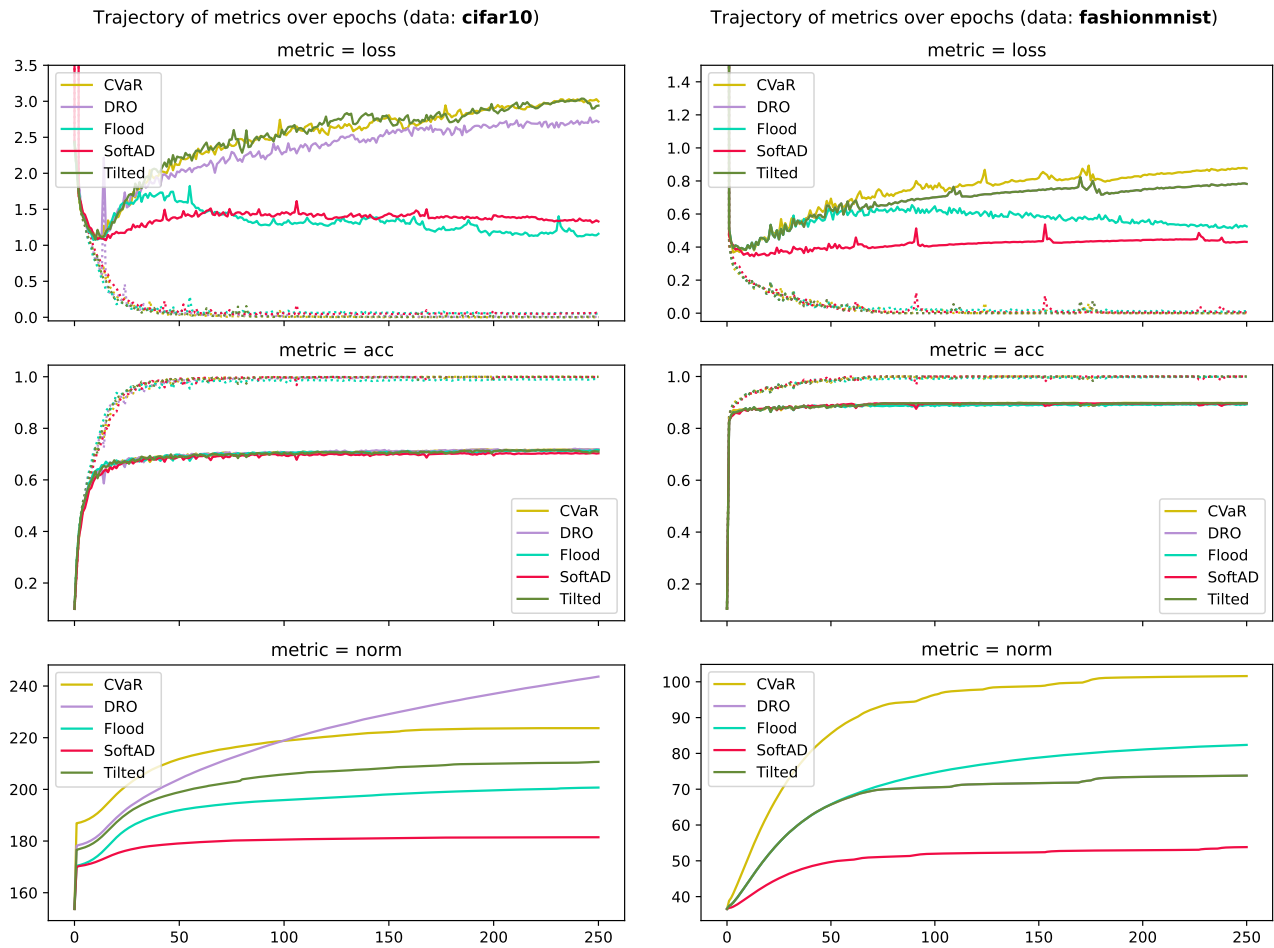 Trajectory of metrics over epochs (data: cifar10)
metric = loss
3.5
3.0
2.5
2.0
1.5
1.0
0.5
0.0
CVaR
DRO
Flood
SoftAD
Tilted
metric = acc
1.0
0.8
0.6
0.4
0.2
CVaR
DRO
Flood
SoftAD
Tilted
metric = norm
240
220
200
180
160
CVaR
DRO
Flood
SoftAD
Tilted
0 50 100 150 200 250
Trajectory of metrics over epochs (data: fashionmnist)
metric = loss
1.4
1.2
1.0
0.8
0.6
0.4
0.2
0.0
CVaR
DRO
Flood
SoftAD
Tilted
metric = acc
1.0
0.8
0.6
0.4
0.2
CVaR
DRO
Flood
SoftAD
Tilted
metric = norm
100
90
80
70
60
50
40
CVaR
DRO
Flood
SoftAD
Tilted
0 50 100 150 200 250